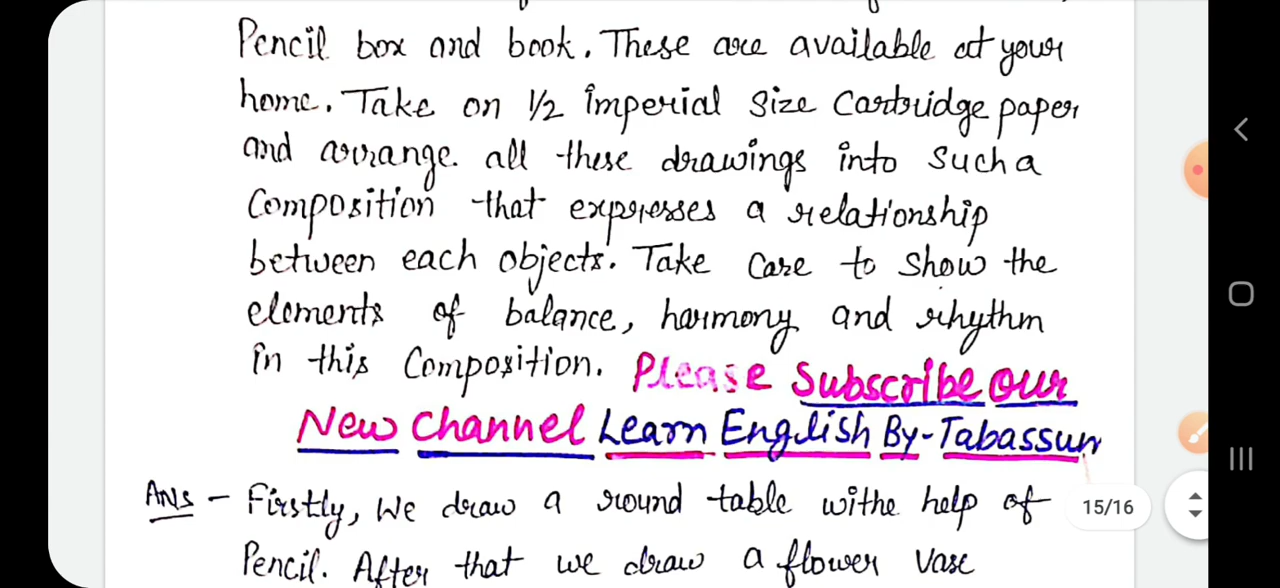 Pencil box and book. These are available at your
home. Take on 1/2 imperial size Cartridge paper
and arrange all these drawings into Such a
Composition that expresses a relationship
between each objects. Take care to show the
elements of balance, harmony and rhythm
in this Composition. Please Subscribe our
New Channel Learn English By-Tabassum
Ans - Firstly, We draw a round table withe help of
15/16
Pencil. After that we draw a flower vase